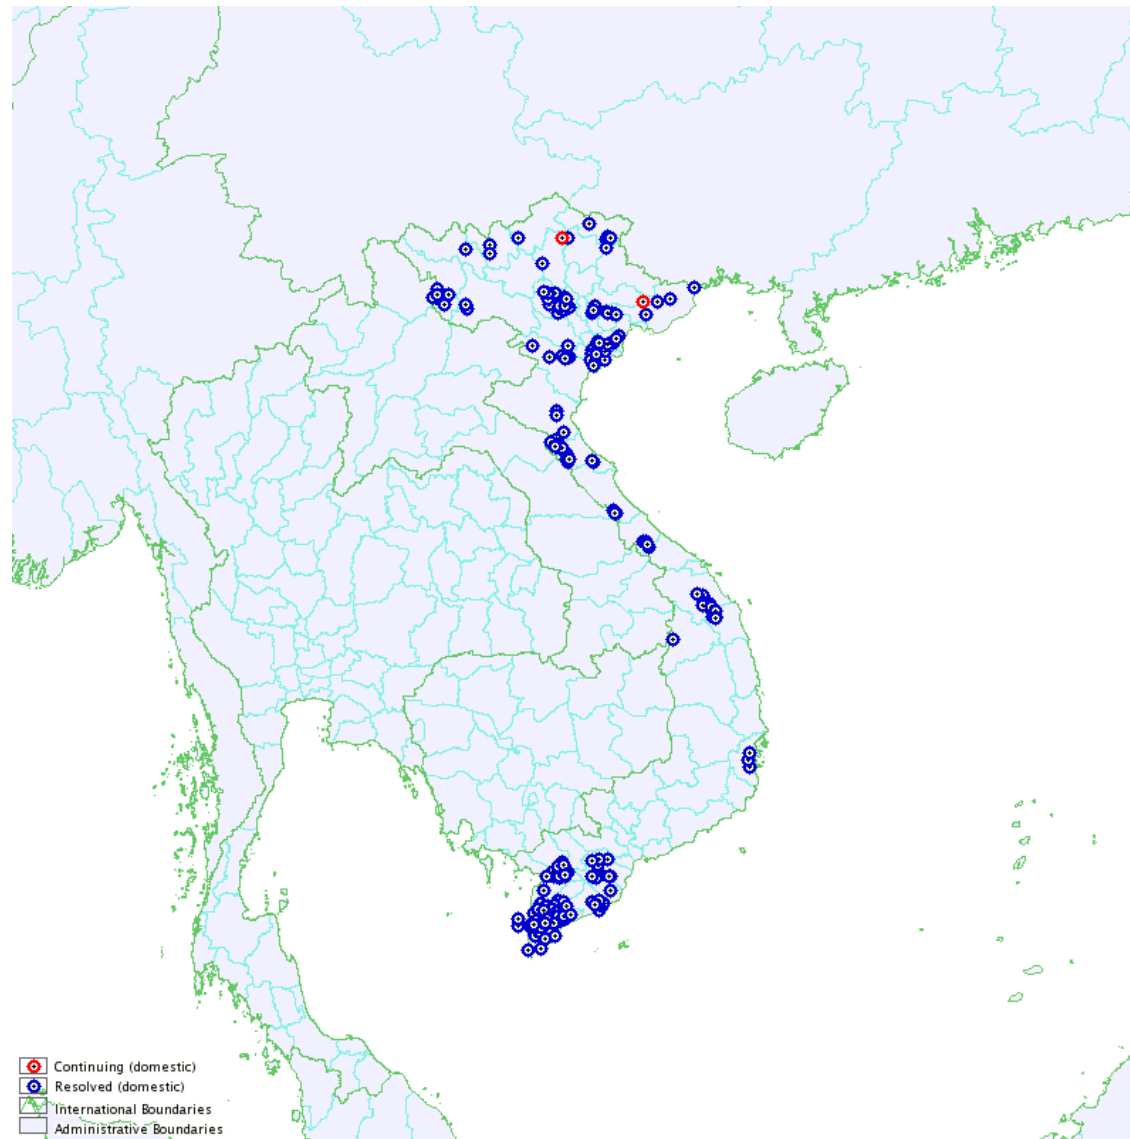 Continuing (domestic)
Resolved (domestic)
International Boundaries
Administrative Boundaries